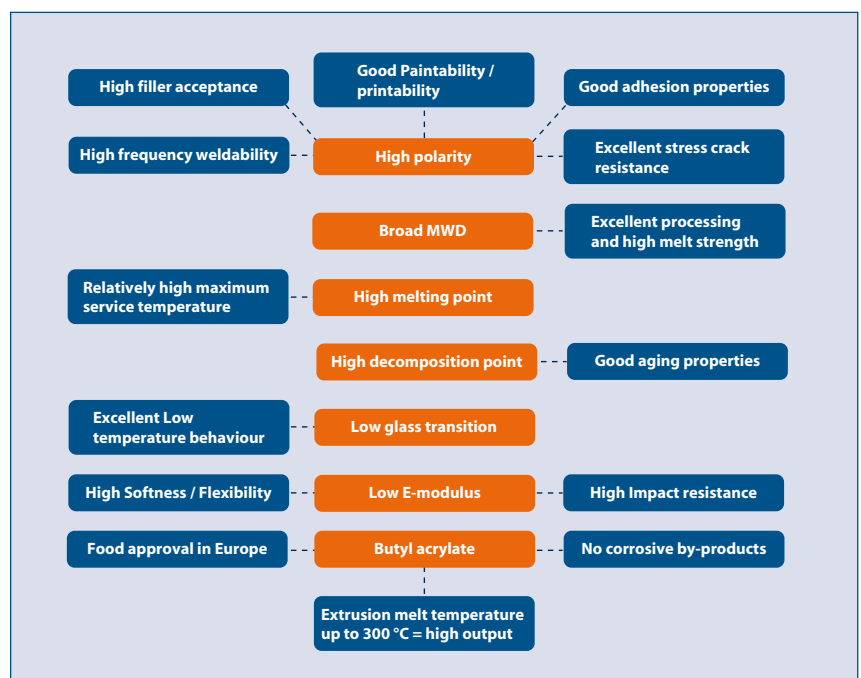 Good Paintability /
printability
High filler acceptance
Good adhesion properties
High frequency weldability
High polarity
Excellent stress crack
resistance
Broad MWD
Excellent processing
and high melt strength
Relatively high maximum
service temperature
High melting point
High decomposition point
Good aging properties
Excellent Low
temperature behaviour
Low glass transition
High Softness / Flexibility
Low E-modulus
High Impact resistance
Food approval in Europe
Butyl acrylate
No corrosive by-products
Extrusion melt temperature
up to 300 °C = high output